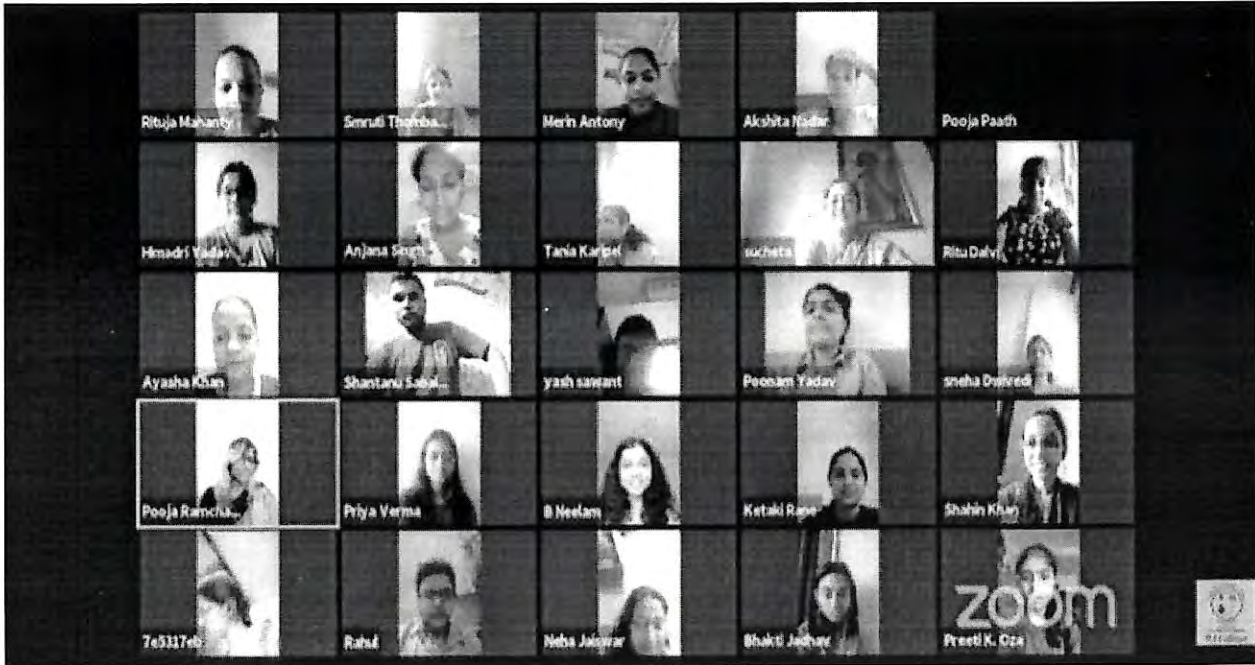 Rituja Mahanty
Smruti Thomba...
Merin Antony
Akshita Nadar
Pooja Paath
Himadri Yadav
Anjana Singh
Tania Karipel
sucheta
Ritu Dalvi
Ayasha Khan
Shantanu Sabal...
yash sawant
Poonam Yadav
sneha Dwivedi
Pooja Ramcha...
Priya Verma
B Neelam
Ketaki Rane
Shahin Khan
7e5317eb
Rahul
Neha Jaiswar
Bhakti Jadhav
Preeti K. Oza
zoom